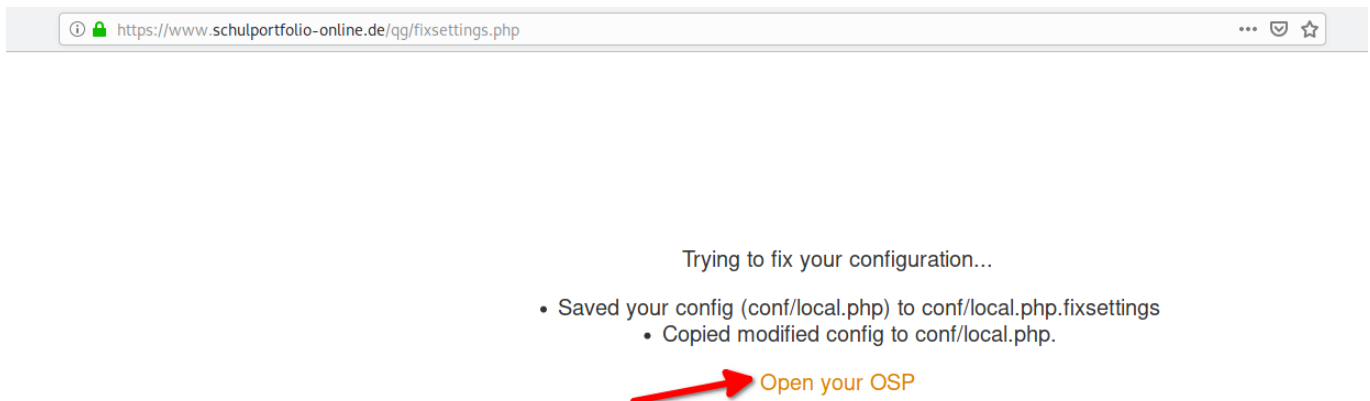 https://www.schulportfolio-online.de/qg/fixsettings.php
Trying to fix your configuration...
• Saved your config (conf/local.php) to conf/local.php.fixsettings
• Copied modified config to conf/local.php.
Open your OSP